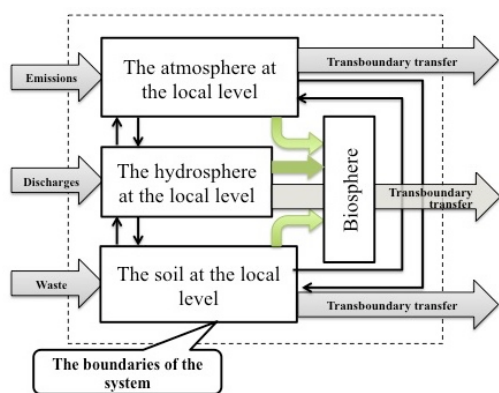 Emissions
The atmosphere at
the local level
Transboundary transfer
Discharges
The hydrosphere
at the local level
Biosphere
Transboundary
transfer
Waste
The soil at the local
level
Transboundary transfer
The boundaries of the
system